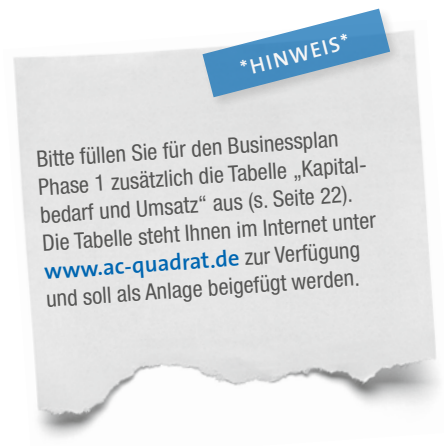 *HINWEIS*
Bitte füllen Sie für den Businessplan
Phase 1 zusätzlich die Tabelle „Kapital-
bedarf und Umsatz“ aus (s. Seite 22).
Die Tabelle steht Ihnen im Internet unter
www.ac-quadrat.de zur Verfügung
und soll als Anlage beigefügt werden.